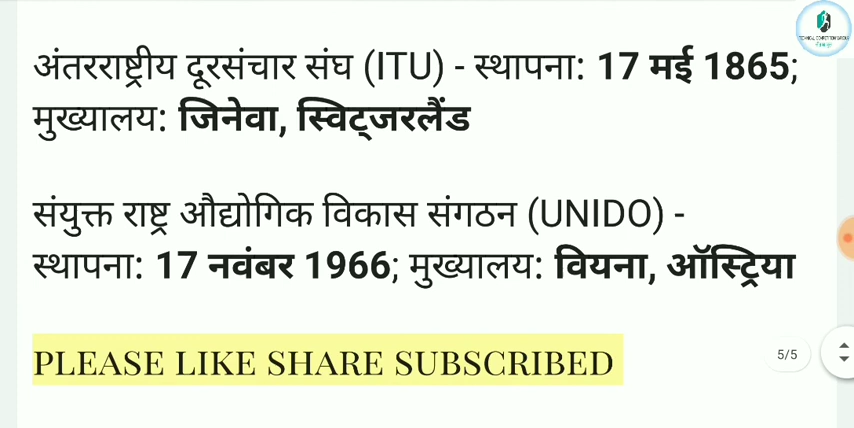 अंतरराष्ट्रीय दूरसंचार संघ (ITU) - स्थापना: 17 मई 1865;
मुख्यालय: जिनेवा, स्विट्जरलैंड
संयुक्त राष्ट्र औद्योगिक विकास संगठन (UNIDO) -
स्थापना: 17 नवंबर 1966; मुख्यालय: वियना, ऑस्ट्रिया
PLEASE LIKE SHARE SUBSCRIBED
5/5